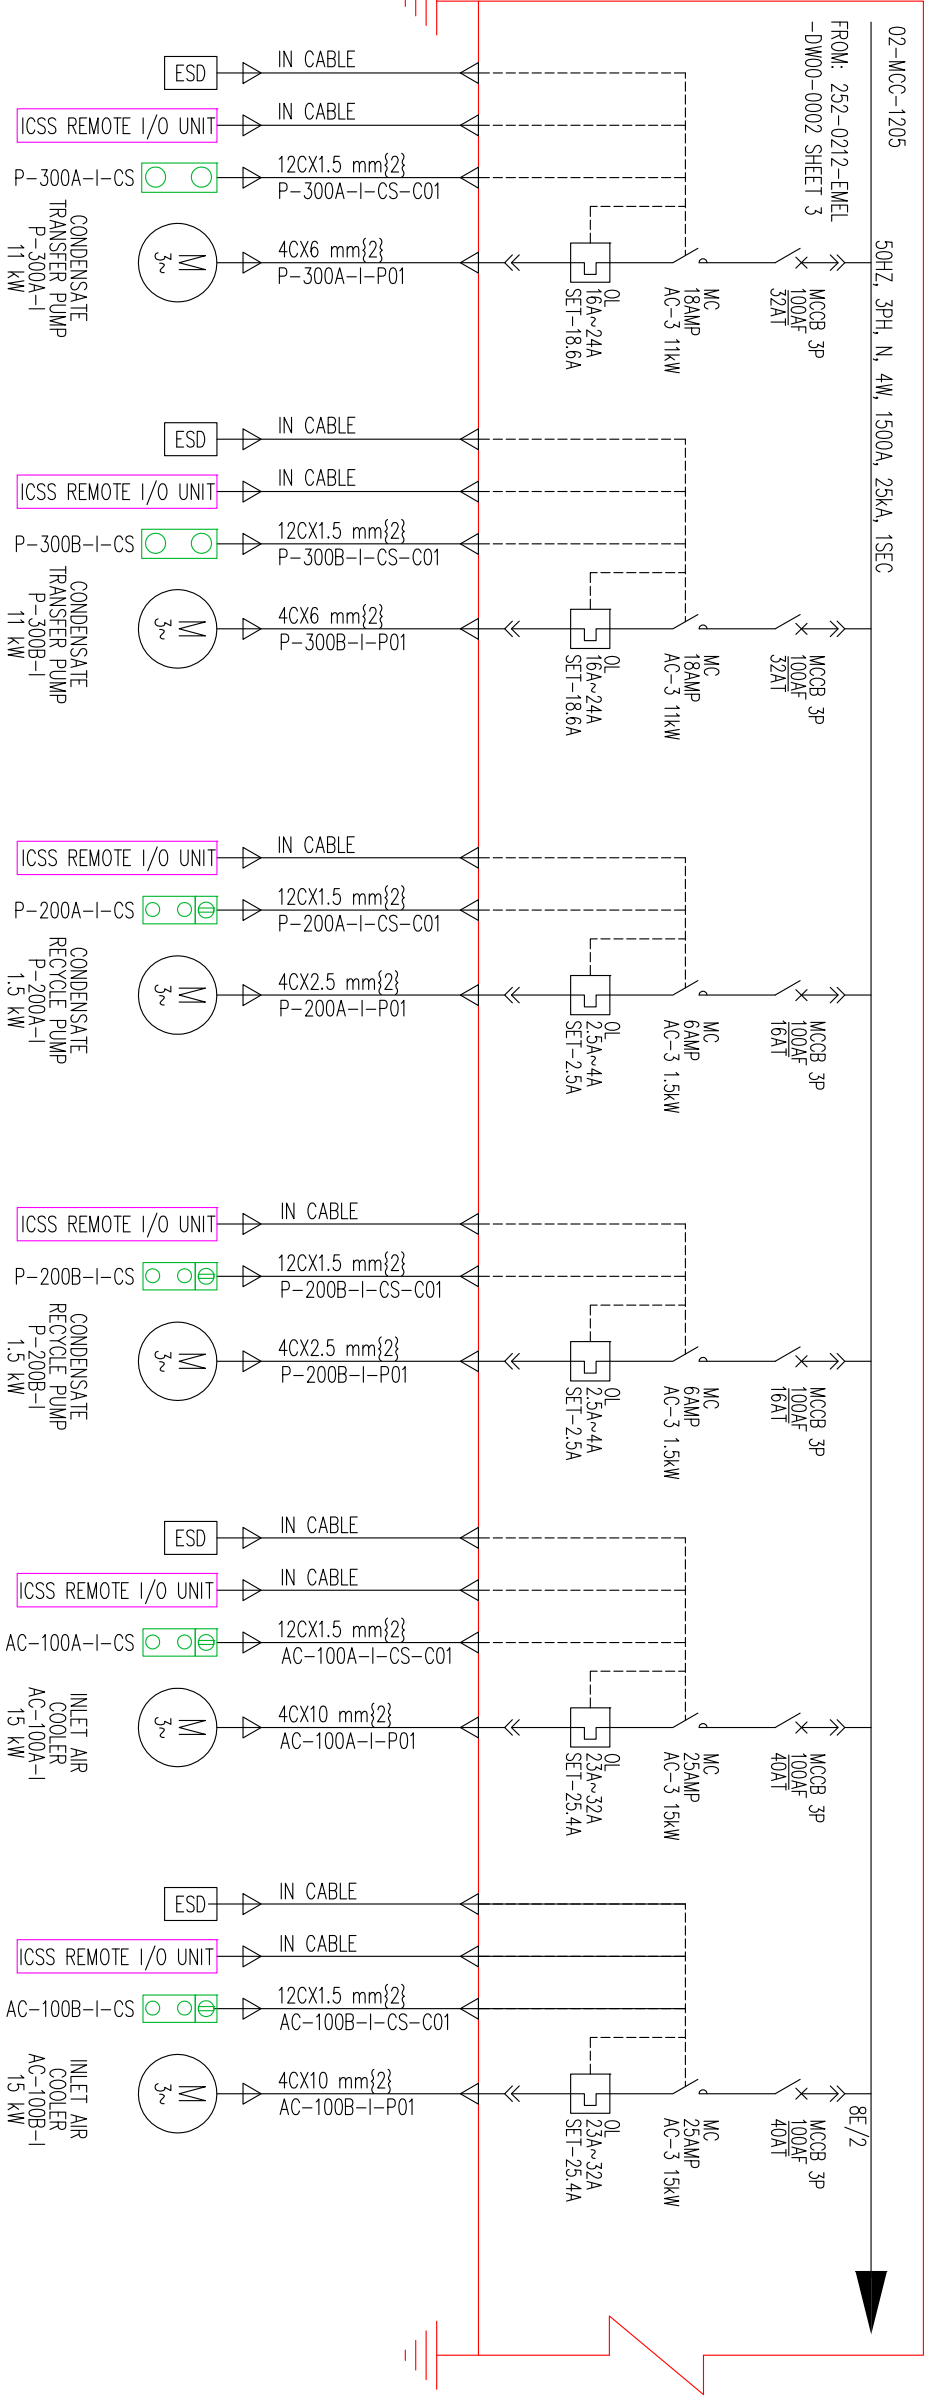 02-MCC-1205
FROM: 252-0212-EMEL
-DW00-0002 SHEET 3
50HZ, 3PH, N, 4W, 1500A, 25kA, 1SEC
ESD
IN CABLE
ICSS REMOTE I/O UNIT
IN CABLE
P-300A-I-CS
12CX1.5 mm{2}
P-300A-I-CS-C01
4CX6 mm{2}
P-300A-I-P01
M
3~
CONDENSATE
TRANSFER PUMP
P-300A-I
11 kW
OL
16A~24A
SET-18.6A
MC
18AMP
AC-3 11kW
MCCB 3P
100AF
32AT
ESD
IN CABLE
ICSS REMOTE I/O UNIT
IN CABLE
P-300B-I-CS
12CX1.5 mm{2}
P-300B-I-CS-C01
4CX6 mm{2}
P-300B-I-P01
M
3~
CONDENSATE
TRANSFER PUMP
P-300B-I
11 kW
OL
16A~24A
SET-18.6A
MC
18AMP
AC-3 11kW
MCCB 3P
100AF
32AT
ICSS REMOTE I/O UNIT
IN CABLE
P-200A-I-CS
12CX1.5 mm{2}
P-200A-I-CS-C01
4CX2.5 mm{2}
P-200A-I-P01
M
3~
CONDENSATE
RECYCLE PUMP
P-200A-I
1.5 kW
OL
2.5A~4A
SET-2.5A
MC
6AMP
AC-3 1.5kW
MCCB 3P
100AF
16AT
ICSS REMOTE I/O UNIT
IN CABLE
P-200B-I-CS
12CX1.5 mm{2}
P-200B-I-CS-C01
4CX2.5 mm{2}
P-200B-I-P01
M
3~
CONDENSATE
RECYCLE PUMP
P-200B-I
1.5 kW
OL
2.5A~4A
SET-2.5A
MC
6AMP
AC-3 1.5kW
MCCB 3P
100AF
16AT
ESD
IN CABLE
ICSS REMOTE I/O UNIT
IN CABLE
AC-100A-I-CS
12CX1.5 mm{2}
AC-100A-I-CS-C01
4CX10 mm{2}
AC-100A-I-P01
M
3~
INLET AIR
COOLER
AC-100A-I
15 kW
OL
23A~32A
SET-25.4A
MC
25AMP
AC-3 15kW
MCCB 3P
100AF
40AT
ESD
IN CABLE
ICSS REMOTE I/O UNIT
IN CABLE
AC-100B-I-CS
12CX1.5 mm{2}
AC-100B-I-CS-C01
4CX10 mm{2}
AC-100B-I-P01
M
3~
INLET AIR
COOLER
AC-100B-I
15 kW
OL
23A~32A
SET-25.4A
MC
25AMP
AC-3 15kW
MCCB 3P
100AF
40AT
8E/2